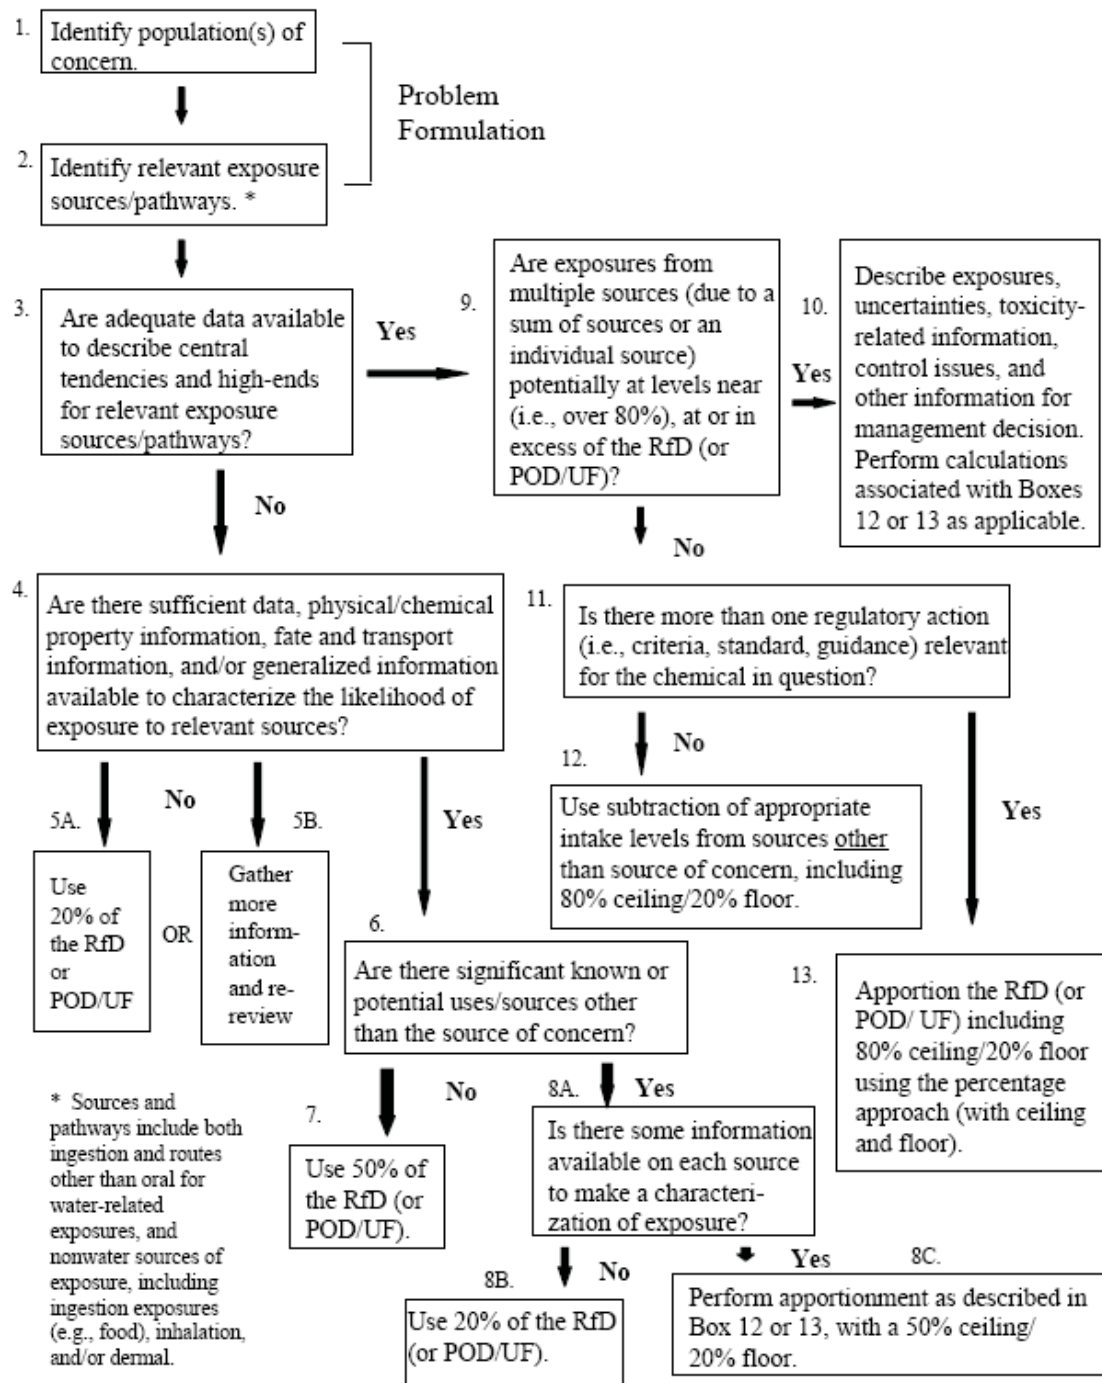 1.
Identify population(s) of
concern.
Problem
Formulation
2.
Identify relevant exposure
sources/pathways. *
3.
Are adequate data available
to describe central
tendencies and high-ends
for relevant exposure
sources/pathways?
Yes
No
9.
Are exposures from
multiple sources (due to a
sum of sources or an
individual source)
potentially at levels near
(i.e., over 80%), at or in
excess of the RfD (or
POD/UF)?
Yes
No
10.
Describe exposures,
uncertainties, toxicity-
related information,
control issues, and
other information for
management decision.
Perform calculations
associated with Boxes
12 or 13 as applicable.
4.
Are there sufficient data, physical/chemical
property information, fate and transport
information, and/or generalized information
available to characterize the likelihood of
exposure to relevant sources?
No
Yes
5A.
Use
20% of
the RfD
or
POD/UF
OR
5B.
Gather
more
inform-
ation
and re-
review
11.
Is there more than one regulatory action
(i.e., criteria, standard, guidance) relevant
for the chemical in question?
No
Yes
12.
Use subtraction of appropriate
intake levels from sources other
than source of concern, including
80% ceiling/20% floor.
13.
Apportion the RfD (or
POD/ UF) including
80% ceiling/20% floor
using the percentage
approach (with ceiling
and floor).
6.
Are there significant known or
potential uses/sources other
than the source of concern?
No
Yes
7.
Use 50% of
the RfD (or
POD/UF).
8A.
Is there some information
available on each source
to make a characteri-
zation of exposure?
No
Yes
8B.
Use 20% of the RfD
(or POD/UF).
8C.
Perform apportionment as described in
Box 12 or 13, with a 50% ceiling/
20% floor.
* Sources and
pathways include both
ingestion and routes
other than oral for
water-related
exposures, and
nonwater sources of
exposure, including
ingestion exposures
(e.g., food), inhalation,
and/or dermal.